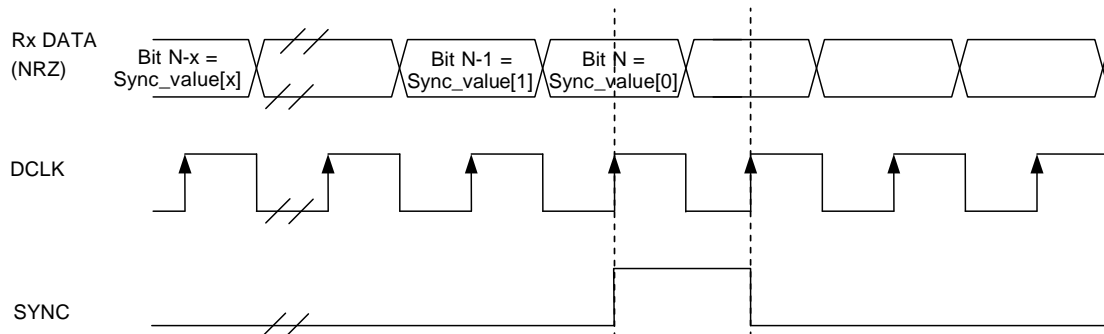 Rx DATA
(NRZ)
Bit N-x =
Sync_value[x]
Bit N-1 =
Sync_value[1]
Bit N =
Sync_value[0]
DCLK
SYNC